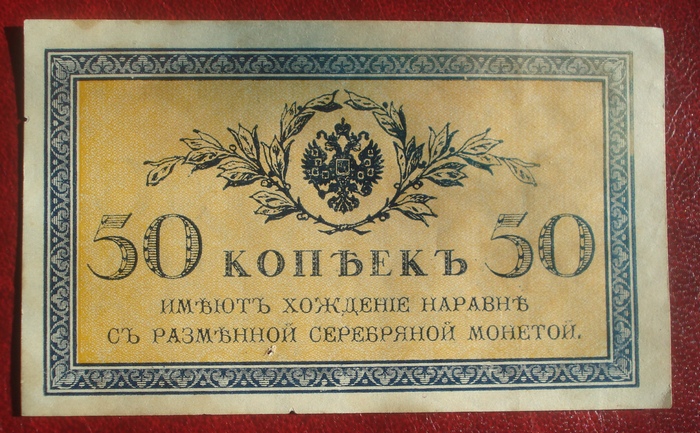 50 КОПѢЕКЪ 50
ИМѢЮТЪ ХОЖДЕНІЕ НАРАВНѢ
СЪ РАЗМѢННОЙ СЕРЕБРЯНОЙ МОНЕТОЙ.